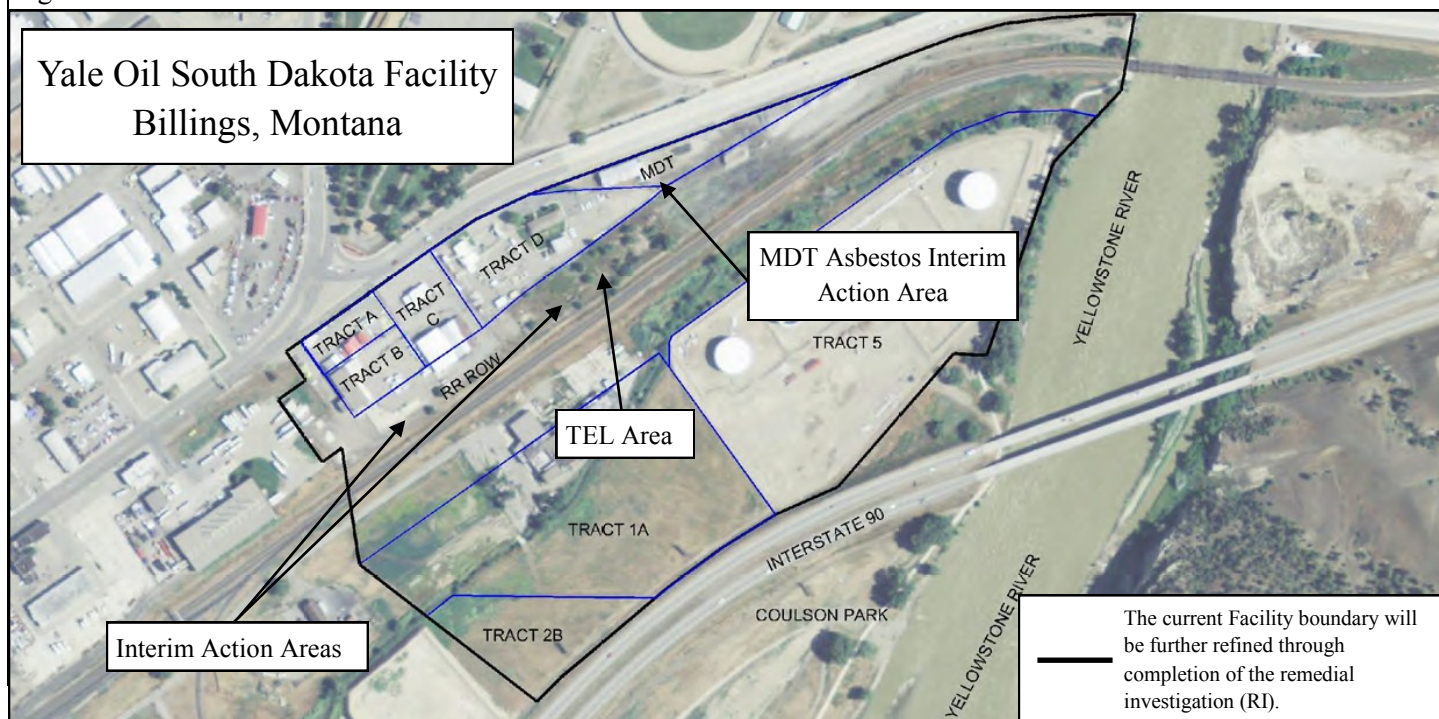 Yale Oil South Dakota Facility
Billings, Montana
MDT
TRACT D
MDT Asbestos Interim
Action Area
TRACT A
TRACT
C
TRACT B
RR ROW
TRACT 5
YELLOWSTONE RIVER
TEL Area
TRACT 1A
INTERSTATE 90
COULSON PARK
TRACT 2B
Interim Action Areas
YELLOWSTONE RIVER
The current Facility boundary will
be further refined through
completion of the remedial
investigation (RI).